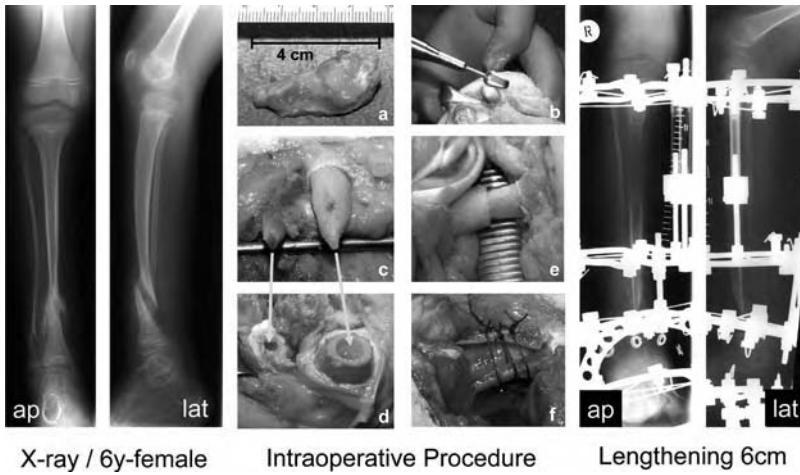 4 cm
a
b
c
d
e
f
R
ap
lat
ap
lat
X-ray / 6y-female
Intraoperative Procedure
Lengthening 6cm